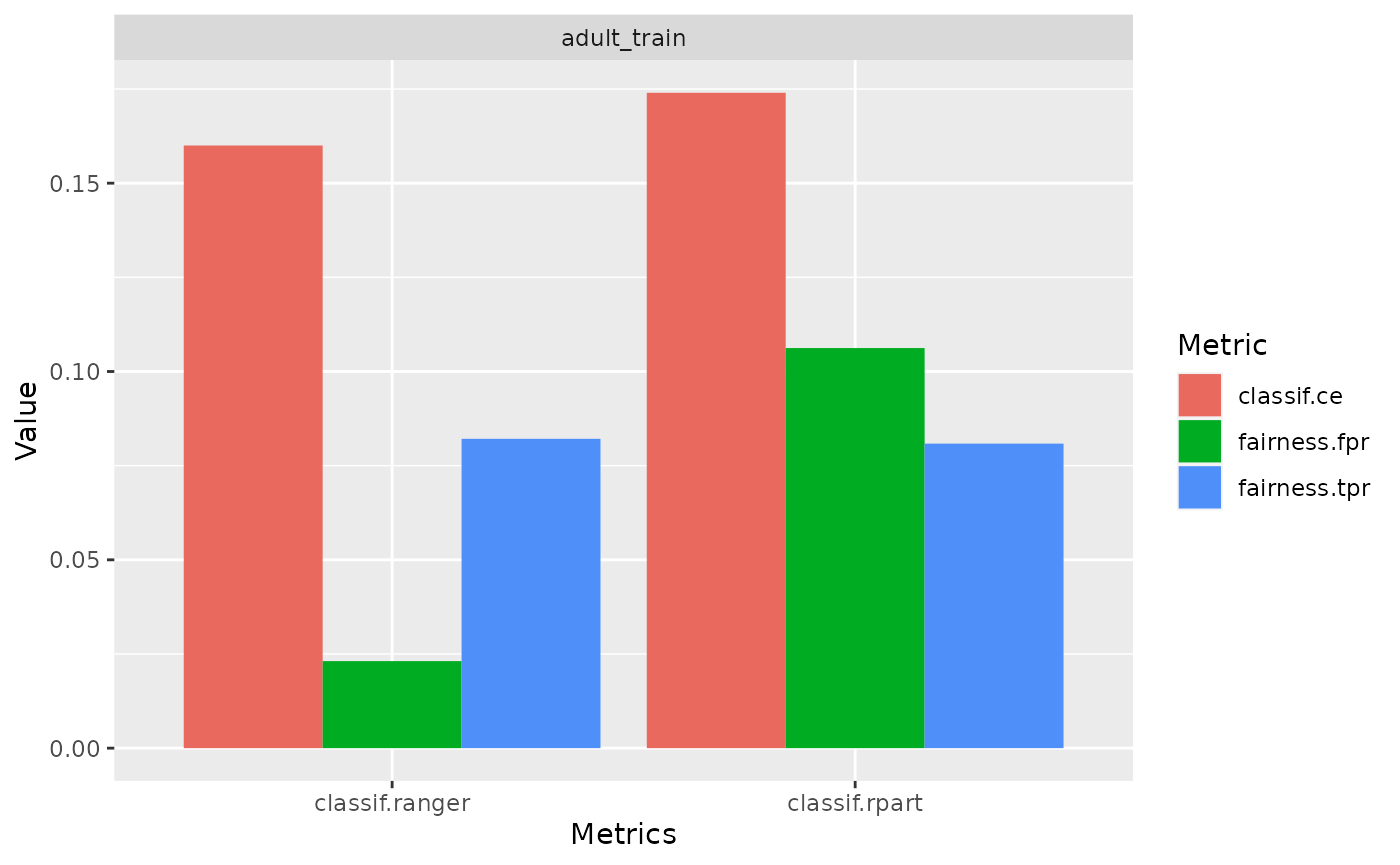 adult_train
Value
0.15
0.10
0.05
0.00
classif.ranger
classif.rpart
Metrics
Metric
classif.ce
fairness.fpr
fairness.tpr